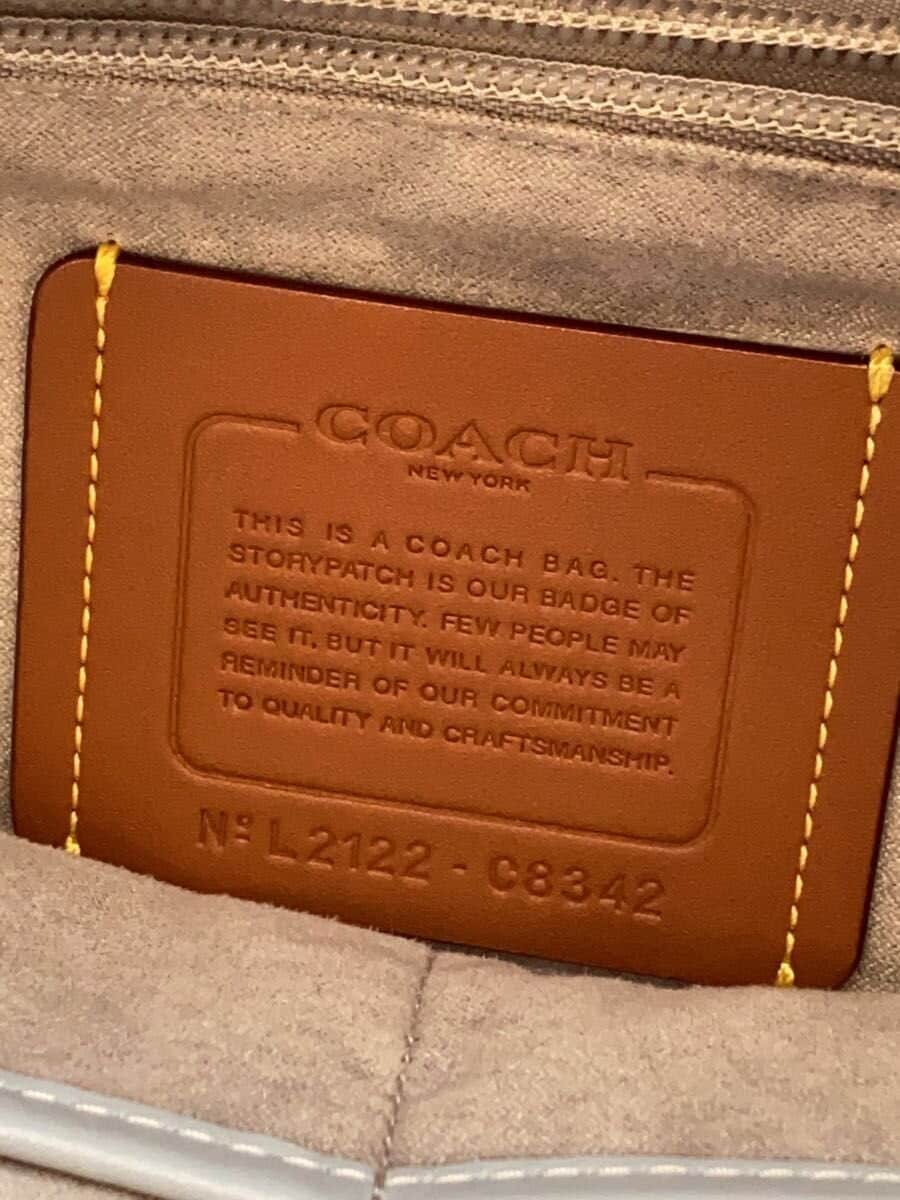 COACH
NEW YORK
THIS IS A COACH BAG. THE
STORYPATCH IS OUR BADGE OF
AUTHENTICITY. FEW PEOPLE MAY
SEE IT, BUT IT WILL ALWAYS BE A
REMINDER OF OUR COMMITMENT
TO QUALITY AND CRAFTSMANSHIP.
Nº L2122 - C8342